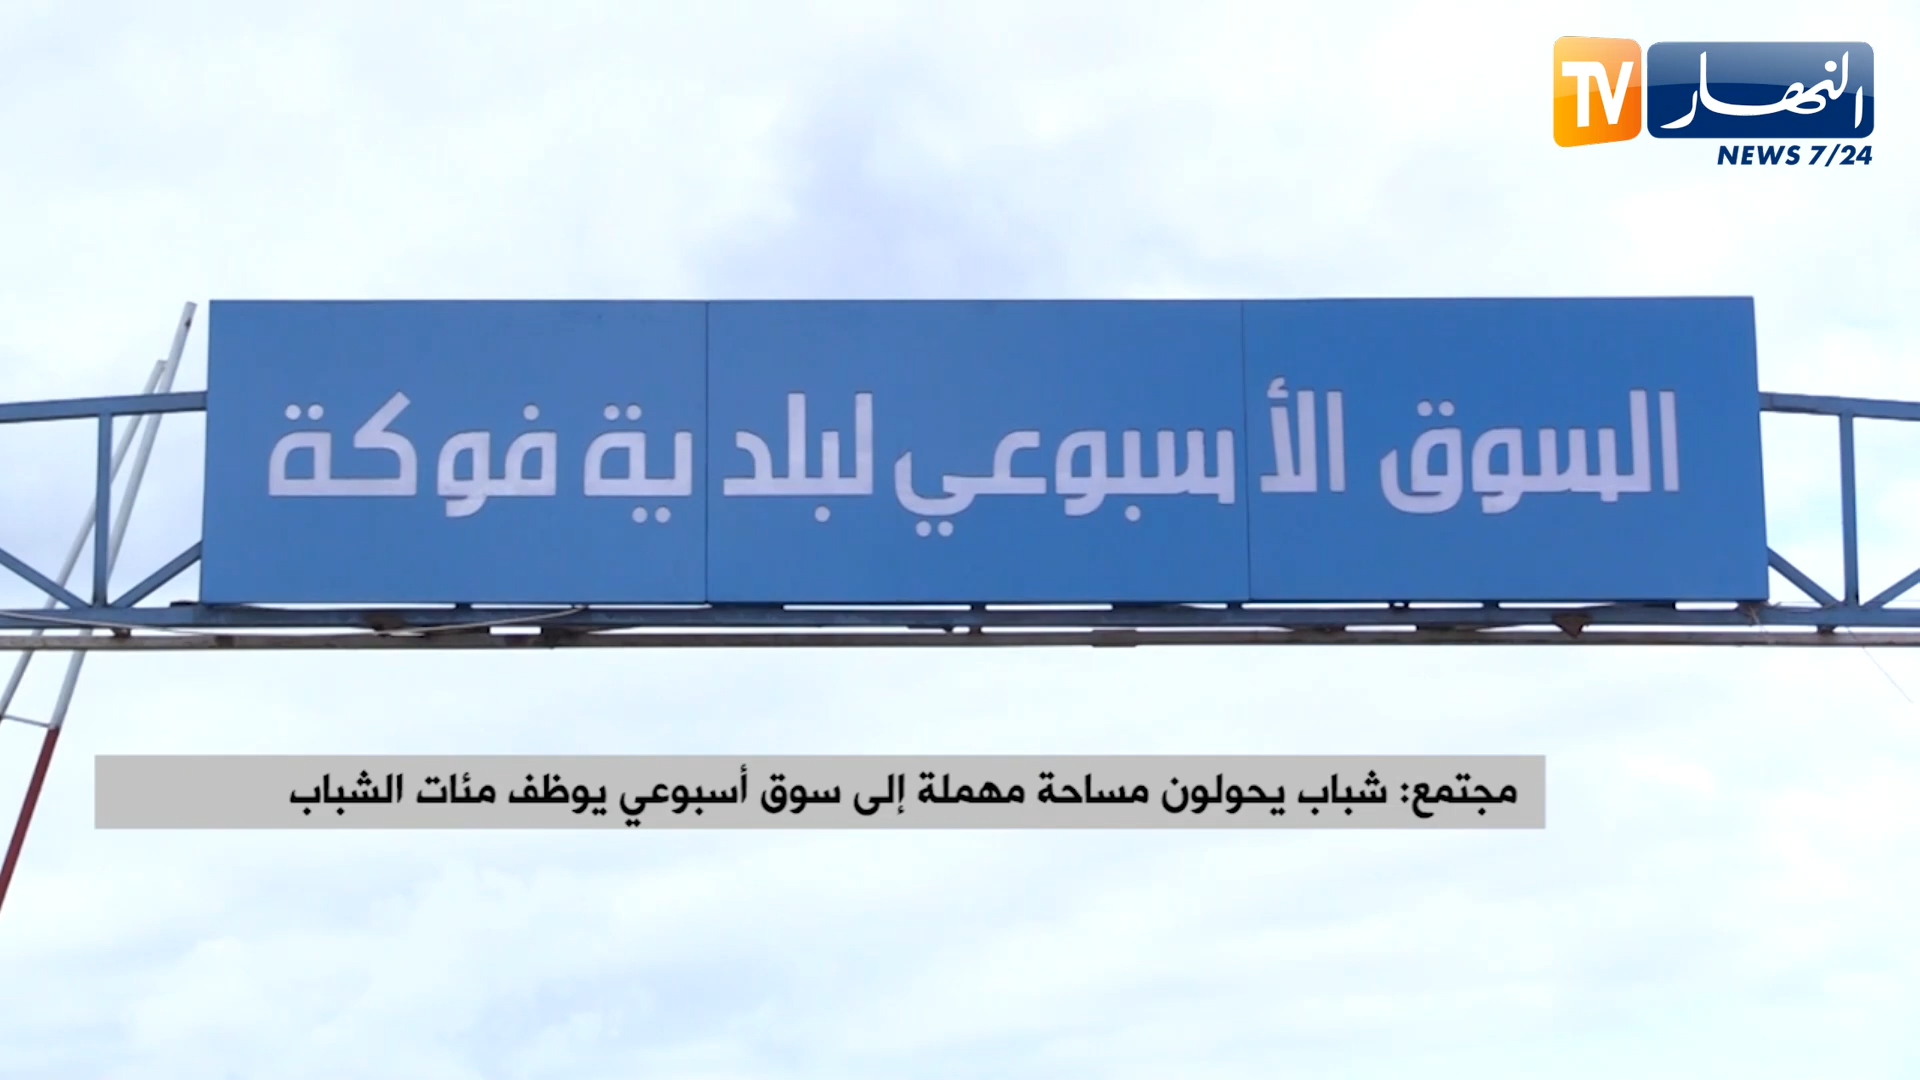 TV النهار
NEWS 7/24
السوق الأسبوعي لبلدية فوكة
مجتمع: شباب يحولون مساحة مهملة إلى سوق أسبوعي يوظف مئات الشباب